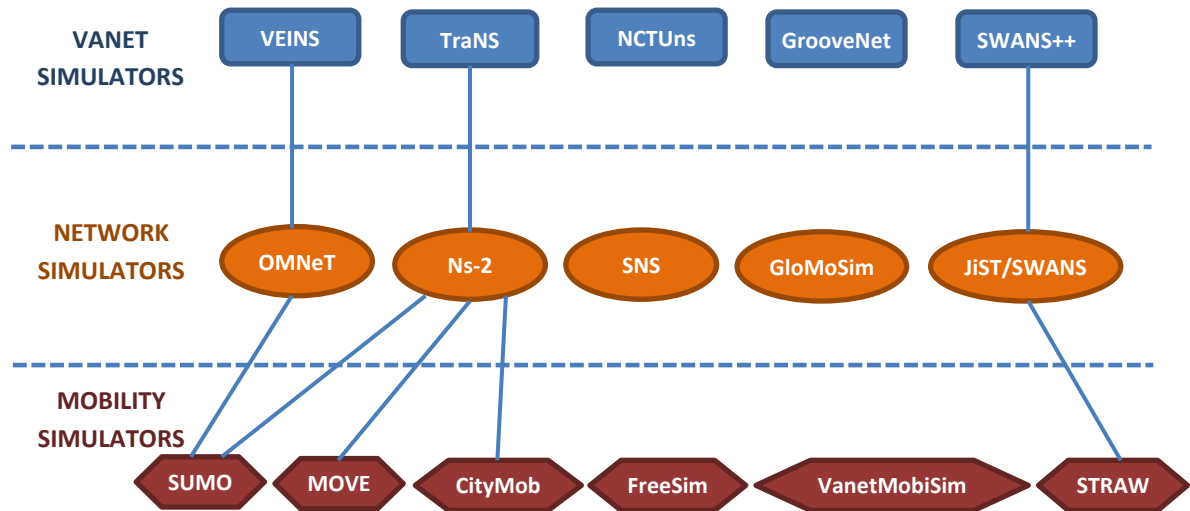 VANET
SIMULATORS
VEINS
TraNS
NCTUns
GrooveNet
SWANS++
NETWORK
SIMULATORS
OMNeT
Ns-2
SNS
GloMoSim
JiST/SWANS
MOBILITY
SIMULATORS
SUMO
MOVE
CityMob
FreeSim
VanetMobiSim
STRAW